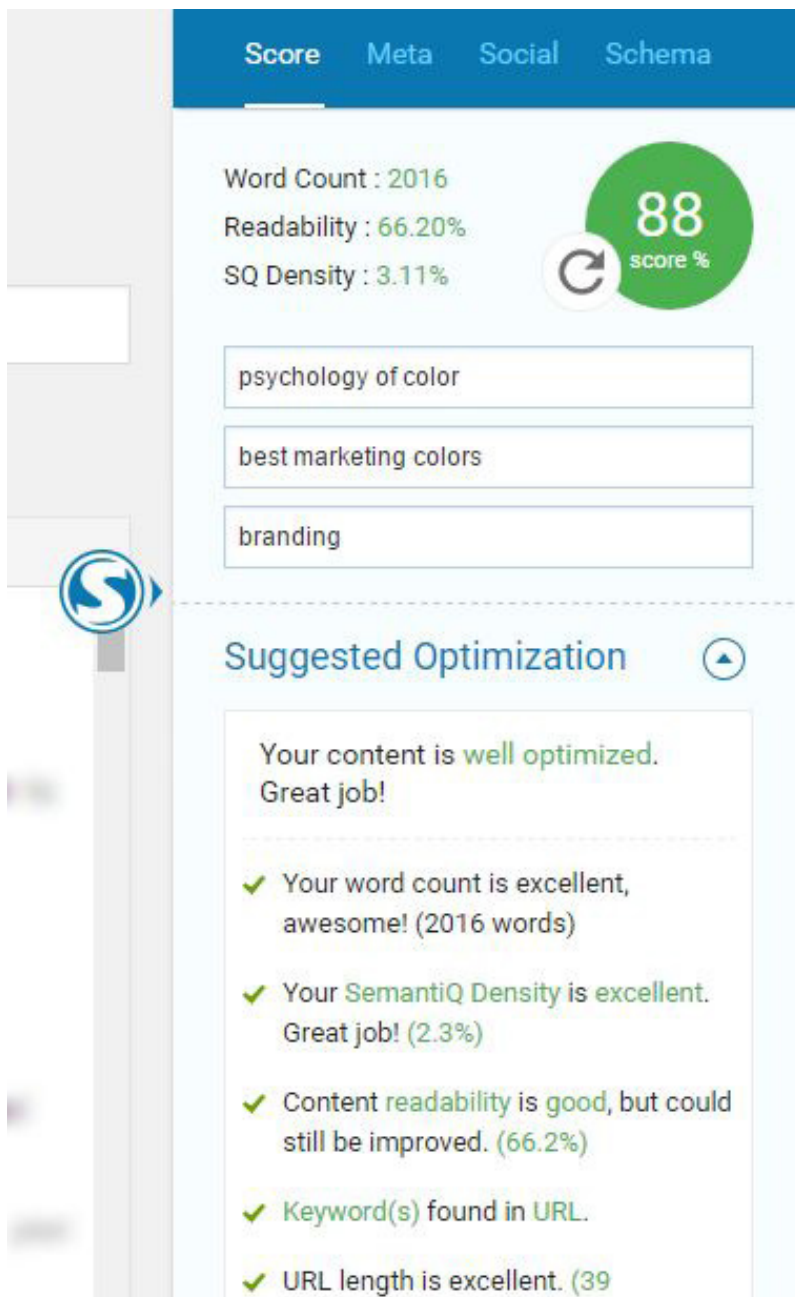 Score Meta Social Schema
Word Count : 2016
Readability : 66.20%
SQ Density : 3.11%
88
score %
psychology of color
best marketing colors
branding
S
Suggested Optimization
Your content is well optimized.
Great job!
Your word count is excellent,
awesome! (2016 words)
Your SemantiQ Density is excellent.
Great job! (2.3%)
Content readability is good, but could
still be improved. (66.2%)
Keyword(s) found in URL.
URL length is excellent. (39